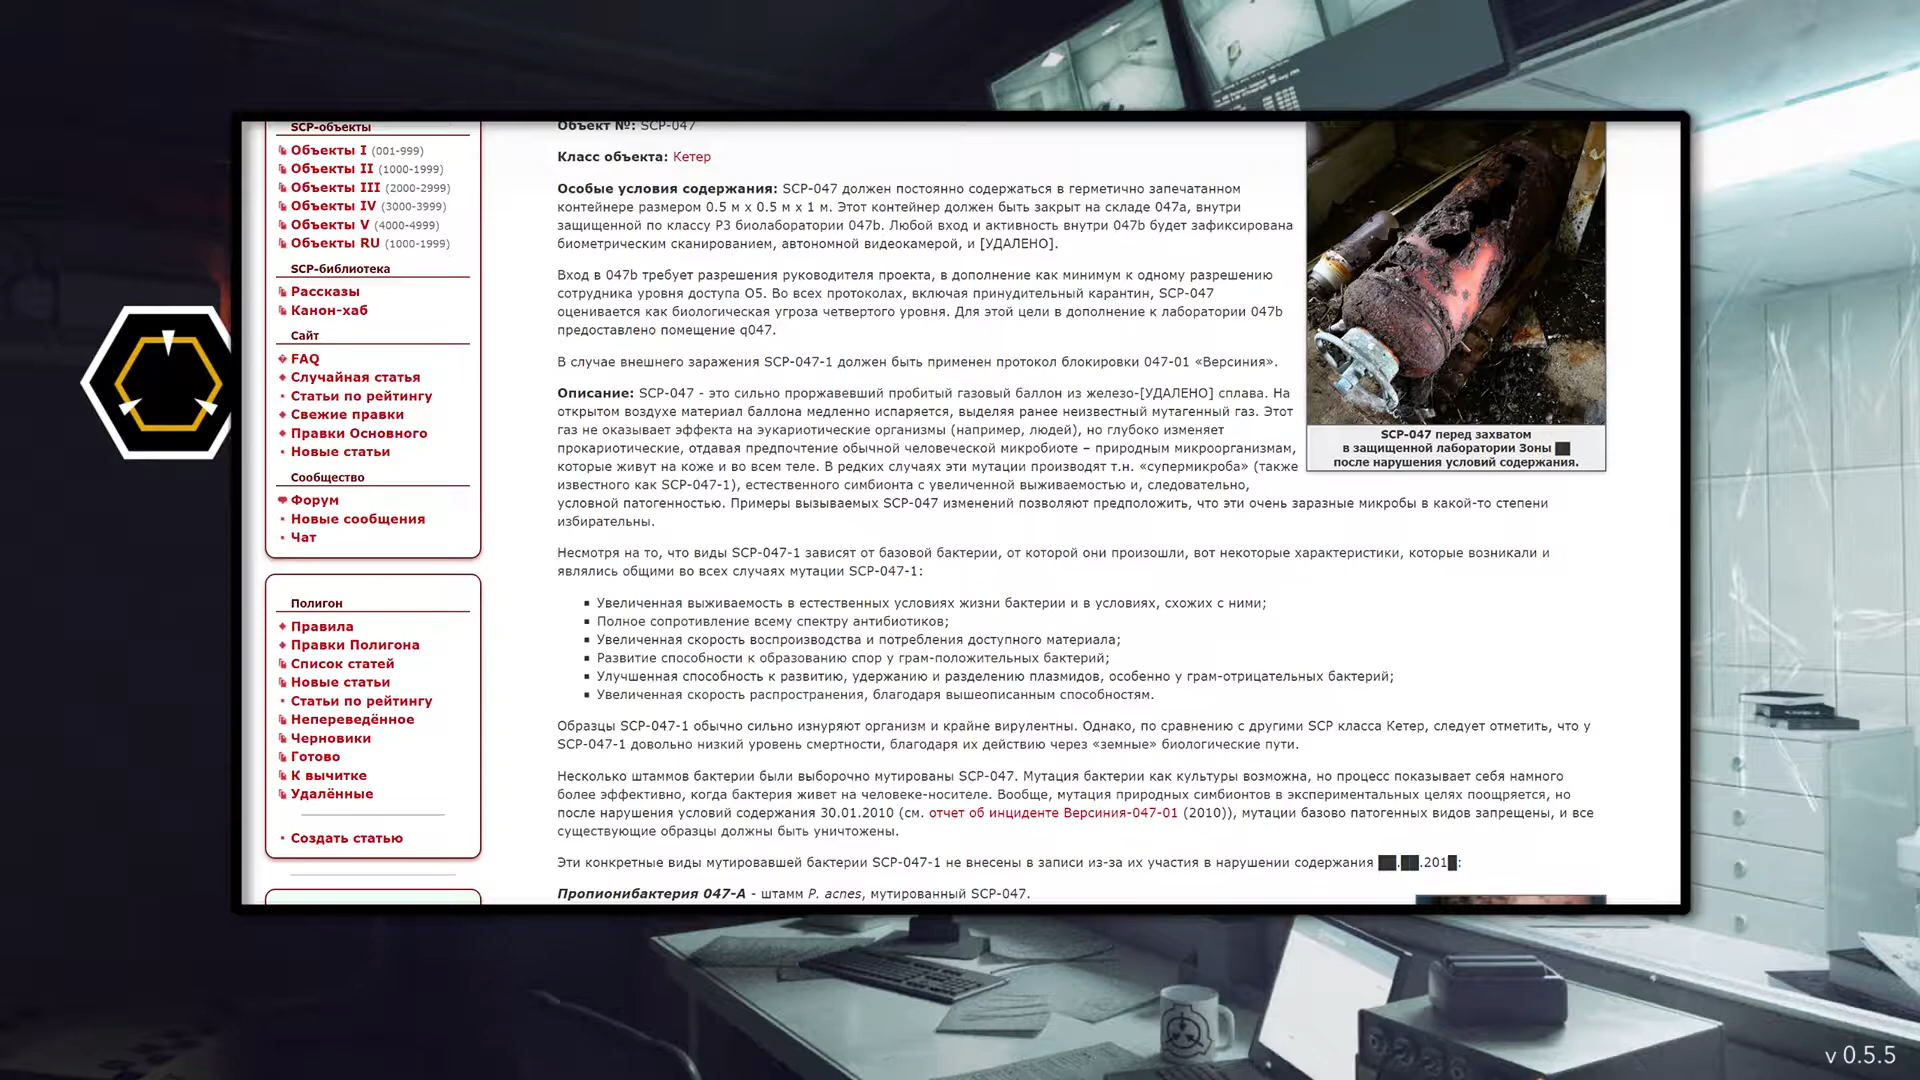 SCP-объекты
Объекты I (001-999)
Объекты II (1000-1999)
Объекты III (2000-2999)
Объекты IV (3000-3999)
Объекты V (4000-4999)
Объекты RU (1000-1999)
SCP-библиотека
Рассказы
Канон-хаб
Сайт
FAQ
Случайная статья
Статьи по рейтингу
Свежие правки
Правки Основного
Новые статьи
Сообщество
Форум
Новые сообщения
Чат
Полигон
Правила
Правки Полигона
Список статей
Новые статьи
Статьи по рейтингу
Непереведённое
Черновики
Готово
К вычитке
Удалённые
Создать статью
Объект №: SCP-047
Класс объекта: Кетер
Особые условия содержания: SCP-047 должен постоянно содержаться в герметично запечатанном
контейнере размером 0.5 м x 0.5 м x 1 м. Этот контейнер должен быть закрыт на складе 047a, внутри
защищенной по классу P3 биолаборатории 047b. Любой вход и активность внутри 047b будет зафиксирована
биометрическим сканированием, автономной видеокамерой, и [УДАЛЕНО].
Вход в 047b требует разрешения руководителя проекта, в дополнение как минимум к одному разрешению
сотрудника уровня доступа O5. Во всех протоколах, включая принудительный карантин, SCP-047
оценивается как биологическая угроза четвертого уровня. Для этой цели в дополнение к лаборатории 047b
предоставлено помещение q047.
В случае внешнего заражения SCP-047-1 должен быть применен протокол блокировки 047-01 «Версиния».
Описание: SCP-047 - это сильно проржавевший пробитый газовый баллон из железо-[УДАЛЕНО] сплава. На
открытом воздухе материал баллона медленно испаряется, выделяя ранее неизвестный мутагенный газ. Этот
газ не оказывает эффекта на эукариотические организмы (например, людей), но глубоко изменяет
прокариотические, отдавая предпочтение обычной человеческой микробиоте – природным микроорганизмам,
которые живут на коже и во всем теле. В редких случаях эти мутации производят т.н. «супермикроба» (также
известного как SCP-047-1), естественного симбионта с увеличенной выживаемостью и, следовательно,
условной патогенностью. Примеры вызываемых SCP-047 изменений позволяют предположить, что эти очень заразные микробы в какой-то степени
избирательны.
SCP-047 перед захватом
в защищенной лаборатории Зоны ██
после нарушения условий содержания.
Несмотря на то, что виды SCP-047-1 зависят от базовой бактерии, от которой они произошли, вот некоторые характеристики, которые возникали и
являлись общими во всех случаях мутации SCP-047-1:
Увеличенная выживаемость в естественных условиях жизни бактерии и в условиях, схожих с ними;
Полное сопротивление всему спектру антибиотиков;
Увеличенная скорость воспроизводства и потребления доступного материала;
Развитие способности к образованию спор у грам-положительных бактерий;
Улучшенная способность к развитию, удержанию и разделению плазмидов, особенно у грам-отрицательных бактерий;
Увеличенная скорость распространения, благодаря вышеописанным способностям.
Образцы SCP-047-1 обычно сильно изнуряют организм и крайне вирулентны. Однако, по сравнению с другими SCP класса Кетер, следует отметить, что у
SCP-047-1 довольно низкий уровень смертности, благодаря их действию через «земные» биологические пути.
Несколько штаммов бактерии были выборочно мутированы SCP-047. Мутация бактерии как культуры возможна, но процесс показывает себя намного
более эффективно, когда бактерия живет на человеке-носителе. Вообще, мутация природных симбионтов в экспериментальных целях поощряется, но
после нарушения условий содержания 30.01.2010 (см. отчет об инциденте Версиния-047-01 (2010)), мутации базово патогенных видов запрещены, и все
существующие образцы должны быть уничтожены.
Эти конкретные виды мутировавшей бактерии SCP-047-1 не внесены в записи из-за их участия в нарушении содержания ██.██.201█:
Пропионибактерия 047-А - штамм P. acnes, мутированный SCP-047.
v 0.5.5